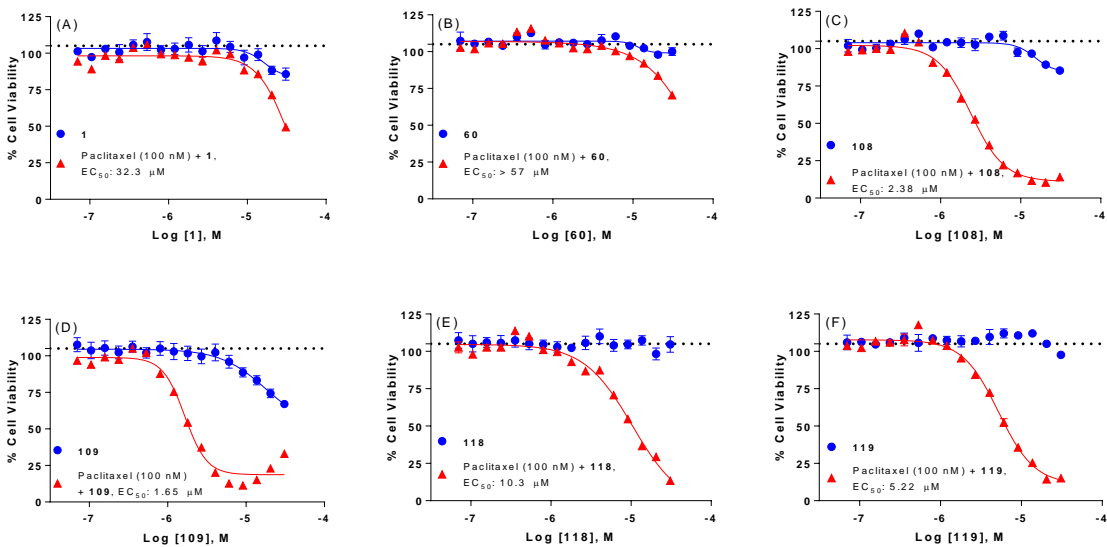 (A)
125
100
75
50
25
0
% Cell Viability
1
Paclitaxel (100 nM) + 1,
EC50: 32.3 μM
-7 -6 -5 -4
Log [1], M
(B)
125
100
75
50
25
0
% Cell Viability
60
Paclitaxel (100 nM) + 60,
EC50: > 57 μM
-7 -6 -5 -4
Log [60], M
(C)
125
100
75
50
25
0
% Cell Viability
108
Paclitaxel (100 nM) + 108,
EC50: 2.38 μM
-7 -6 -5 -4
Log [108], M
(D)
125
100
75
50
25
0
% Cell Viability
109
Paclitaxel (100 nM)
+ 109, EC50: 1.65 μM
-7 -6 -5 -4
Log [109], M
(E)
125
100
75
50
25
0
% Cell Viability
118
Paclitaxel (100 nM) + 118,
EC50: 10.3 μM
-7 -6 -5 -4
Log [118], M
(F)
125
100
75
50
25
0
% Cell Viability
119
Paclitaxel (100 nM) + 119,
EC50: 5.22 μM
-7 -6 -5 -4
Log [119], M